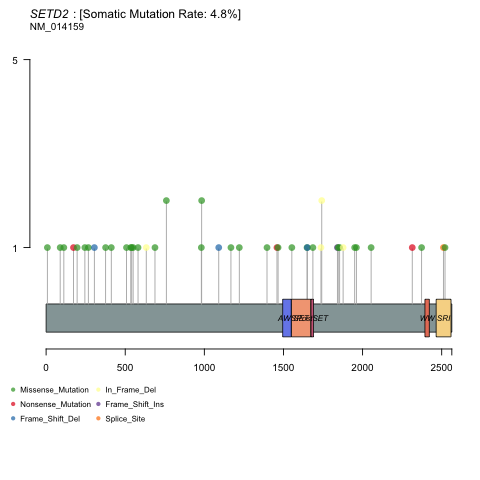 SETD2 : [Somatic Mutation Rate: 4.8%]
NM_014159
5
1
AWS
SET
PostSET
WW
SRI
0
500
1000
1500
2000
2500
Missense_Mutation
In_Frame_Del
Nonsense_Mutation
Frame_Shift_Ins
Frame_Shift_Del
Splice_Site